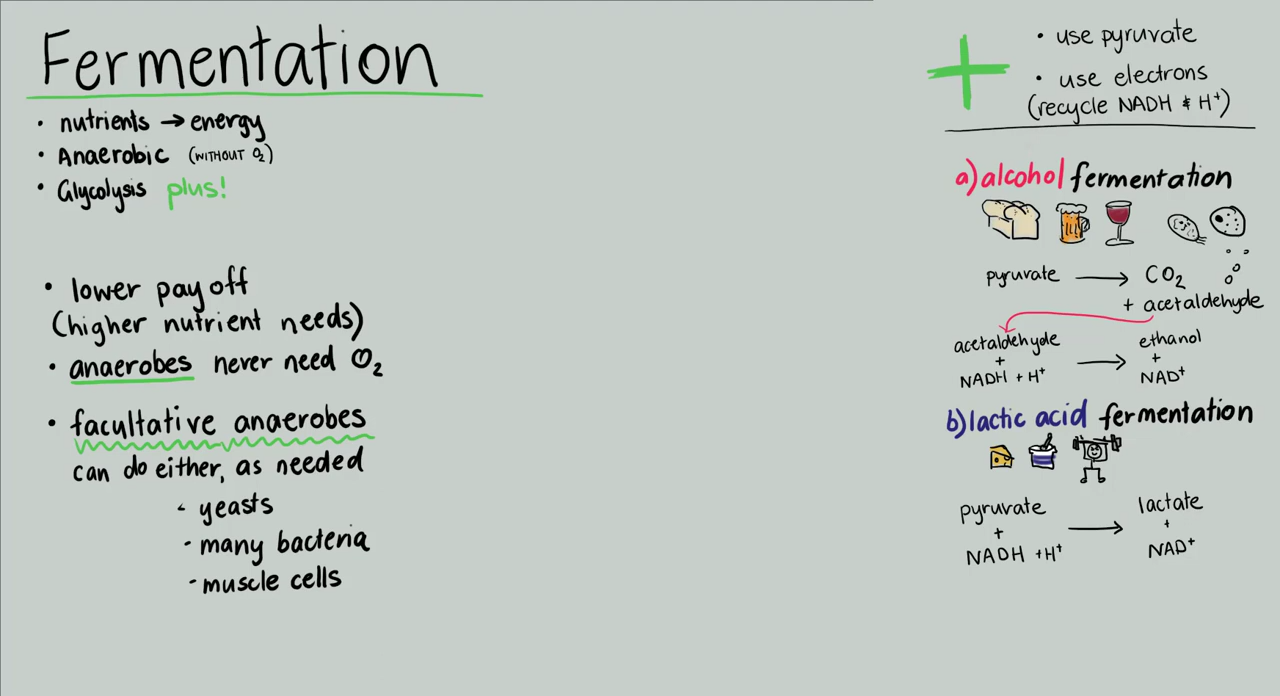 Fermentation
• nutrients → energy
• Anaerobic (WITHOUT O₂)
• Glycolysis plus!
• lower pay off
(higher nutrient needs)
• anaerobes never need O₂
• facultative anaerobes
can do either, as needed
- yeasts
- many bacteria
- muscle cells
+
• use pyruvate
• use electrons
(recycle NADH & H⁺)
a) alcohol fermentation
pyruvate → CO₂
+ acetaldehyde
acetaldehyde
+
NADH + H⁺
→
ethanol
+
NAD⁺
b) lactic acid fermentation
pyruvate
+
NADH + H⁺
→
lactate
+
NAD⁺